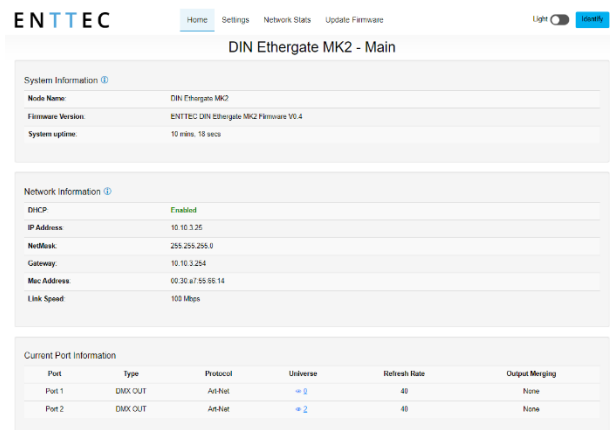 ENTTEC Home Settings Network Stats Update Firmware Light Identify
DIN Ethergate MK2 - Main
System Information
Node Name: DIN Ethergate MK2
Firmware Version: ENTTEC DIN Ethergate MK2 Firmware V0.4
System uptime: 10 mins, 18 secs
Network Information
DHCP: Enabled
IP Address: 10.10.3.25
NetMask: 255.255.255.0
Gateway: 10.10.3.254
Mac Address: 00:30:a7:55:66:14
Link Speed: 100 Mbps
Current Port Information
Port Type Protocol Universe Refresh Rate Output Merging
Port 1 DMX OUT Art-Net ⇒ 0 40 None
Port 2 DMX OUT Art-Net ⇒ 2 40 None